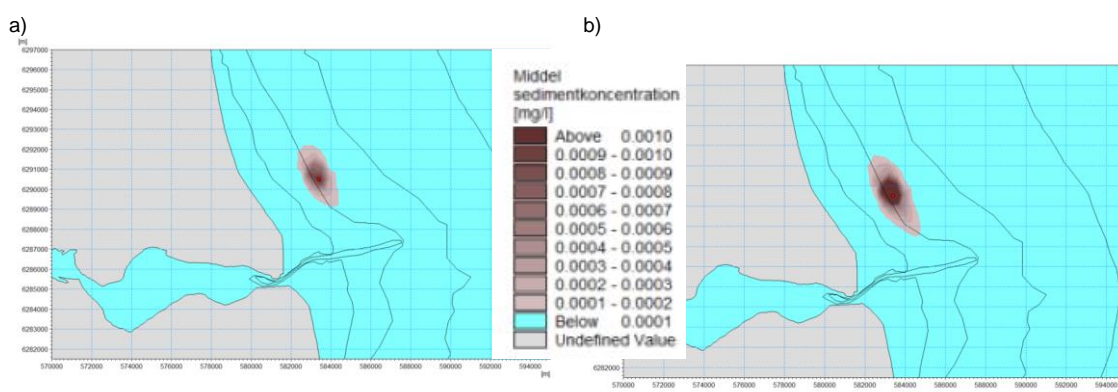 a)
b)
[m]
6297000
6296000
6295000
6294000
6293000
6292000
6291000
6290000
6289000
6288000
6287000
6286000
6285000
6284000
6283000
6282000
570000 572000 574000 576000 578000 580000 582000 584000 586000 588000 590000 592000 594000
[m]
Middel
sedimentkoncentration
[mg/l]
Above 0.0010
0.0009 - 0.0010
0.0008 - 0.0009
0.0007 - 0.0008
0.0006 - 0.0007
0.0005 - 0.0006
0.0004 - 0.0005
0.0003 - 0.0004
0.0002 - 0.0003
0.0001 - 0.0002
Below 0.0001
Undefined Value
6282000
570000 572000 574000 576000 578000 580000 582000 584000 586000 588000 590000 592000 594000